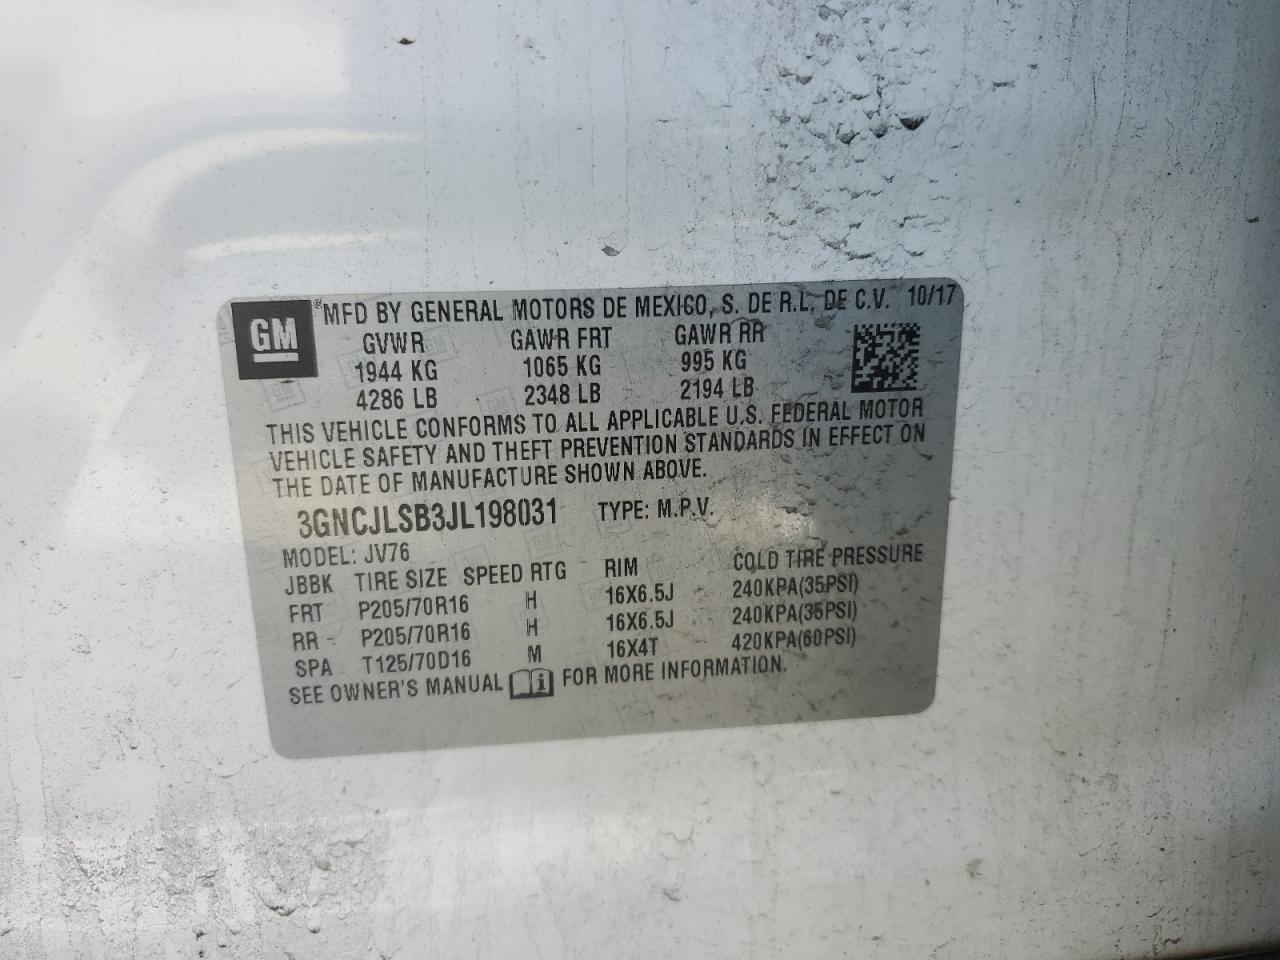 GM
® MFD BY GENERAL MOTORS DE MEXICO, S. DE R.L. DE C.V. 10/17
GVWR GAWR FRT GAWR RR
1944 KG 1065 KG 995 KG
4286 LB 2348 LB 2194 LB
THIS VEHICLE CONFORMS TO ALL APPLICABLE U.S. FEDERAL MOTOR
VEHICLE SAFETY AND THEFT PREVENTION STANDARDS IN EFFECT ON
THE DATE OF MANUFACTURE SHOWN ABOVE.
3GNCJLSB3JL198031 TYPE: M.P.V.
MODEL: JV76
JBBK TIRE SIZE SPEED RTG RIM COLD TIRE PRESSURE
FRT P205/70R16 H 16X6.5J 240KPA(35PSI)
RR P205/70R16 H 16X6.5J 240KPA(35PSI)
SPA T125/70D16 M 16X4T 420KPA(60PSI)
SEE OWNER'S MANUAL i FOR MORE INFORMATION.